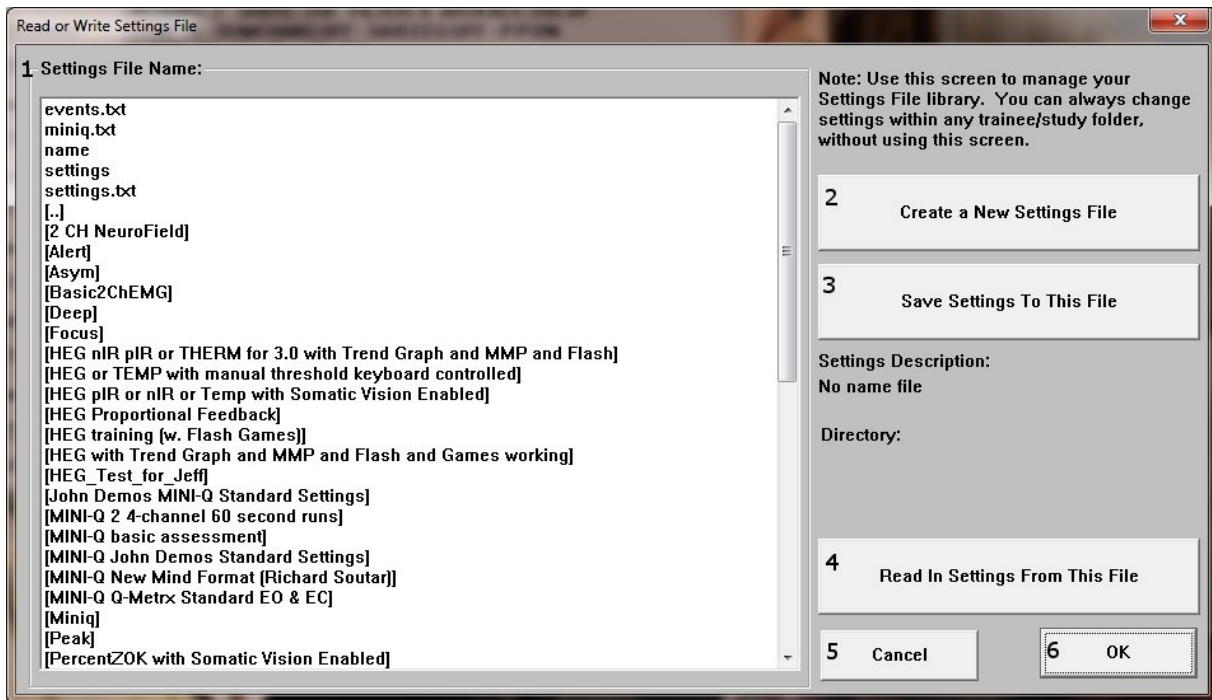 Read or Write Settings File
1 Settings File Name:
events.txt
miniq.txt
name
settings
settings.txt
[..]
[2 CH NeuroField]
[Alert]
[Asym]
[Basic2ChEMG]
[Deep]
[Focus]
[HEG nIR pIR or THERM for 3.0 with Trend Graph and MMP and Flash]
[HEG or TEMP with manual threshold keyboard controlled]
[HEG pIR or nIR or Temp with Somatic Vision Enabled]
[HEG Proportional Feedback]
[HEG training (w. Flash Games)]
[HEG with Trend Graph and MMP and Flash and Games working]
[HEG_Test_for_Jeff]
[John Demos MINI-Q Standard Settings]
[MINI-Q 2 4-channel 60 second runs]
[MINI-Q basic assessment]
[MINI-Q John Demos Standard Settings]
[MINI-Q New Mind Format (Richard Soutar)]
[MINI-Q Q-Metrx Standard EO & EC]
[Miniq]
[Peak]
[PercentZOK with Somatic Vision Enabled]
Note: Use this screen to manage your
Settings File library. You can always change
settings within any trainee/study folder,
without using this screen.
2 Create a New Settings File
3 Save Settings To This File
Settings Description:
No name file
Directory:
4 Read In Settings From This File
5 Cancel
6 OK